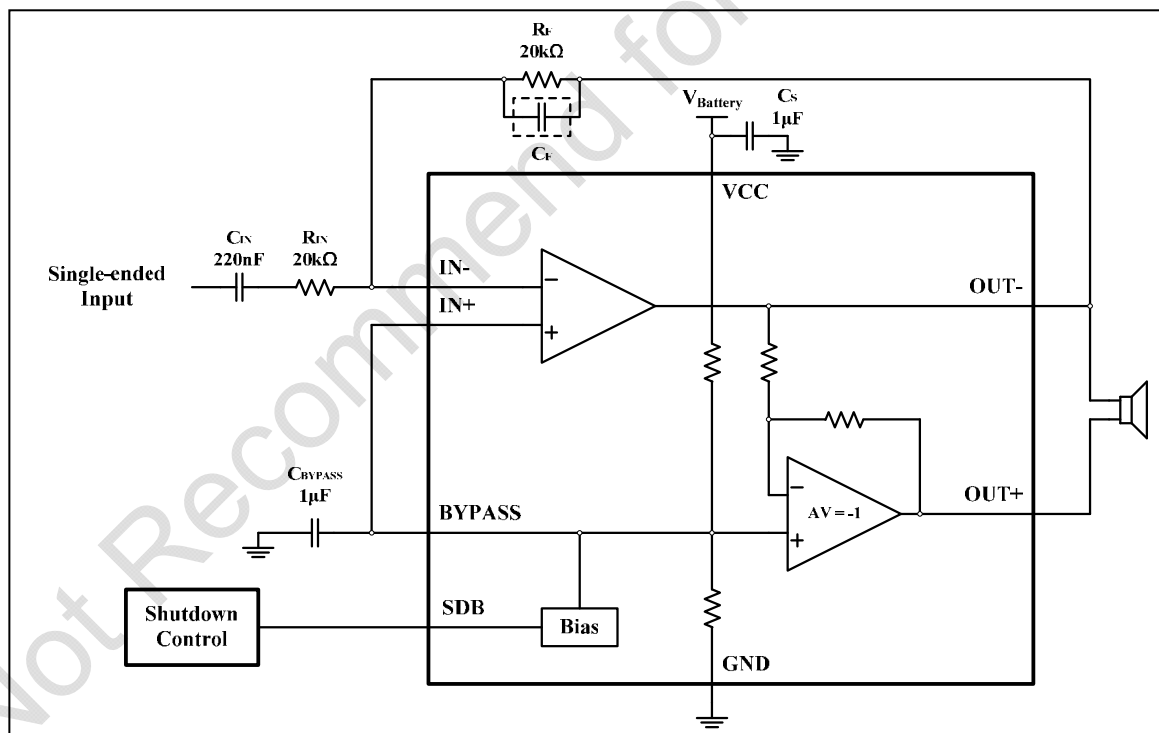 RF
20kΩ
VBattery
CS
1µF
CF
VCC
CIN
220nF
RIN
20kΩ
Single-ended
Input
IN-
IN+
OUT-
−
+
CBYPASS
1µF
BYPASS
OUT+
−
AV = -1
+
Shutdown
Control
SDB
Bias
GND
Not Recommend for